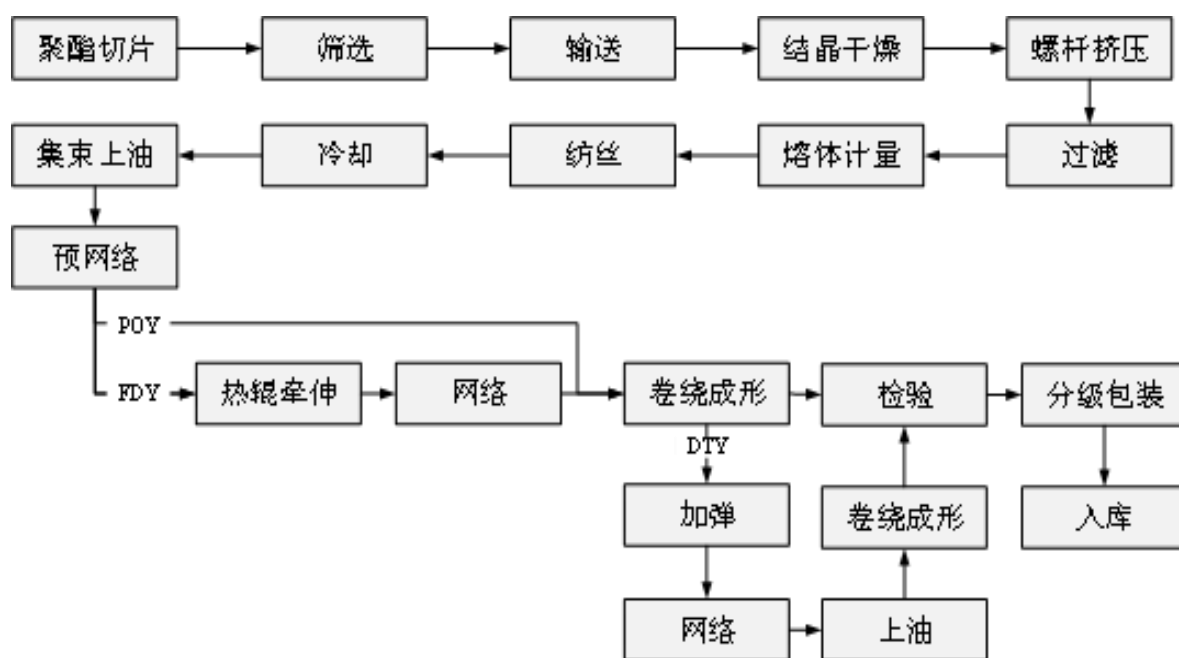 聚酯切片
筛选
输送
结晶干燥
螺杆挤压
集束上油
冷却
纺丝
熔体计量
过滤
预网络
POY
FDY
热辊牵伸
网络
卷绕成形
检验
分级包装
DTY
加弹
卷绕成形
入库
网络
上油